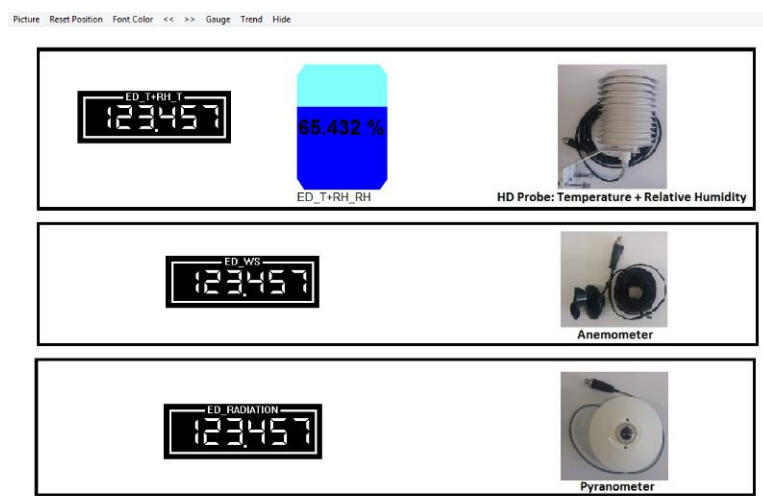 Picture Reset Position Font Color << >> Gauge Trend Hide
ED_T+RH_T
123.457
65.432 %
ED_T+RH_RH
HD Probe: Temperature + Relative Humidity
ED_WS
123.457
Anemometer
ED_RADIATION
123.457
Pyranometer